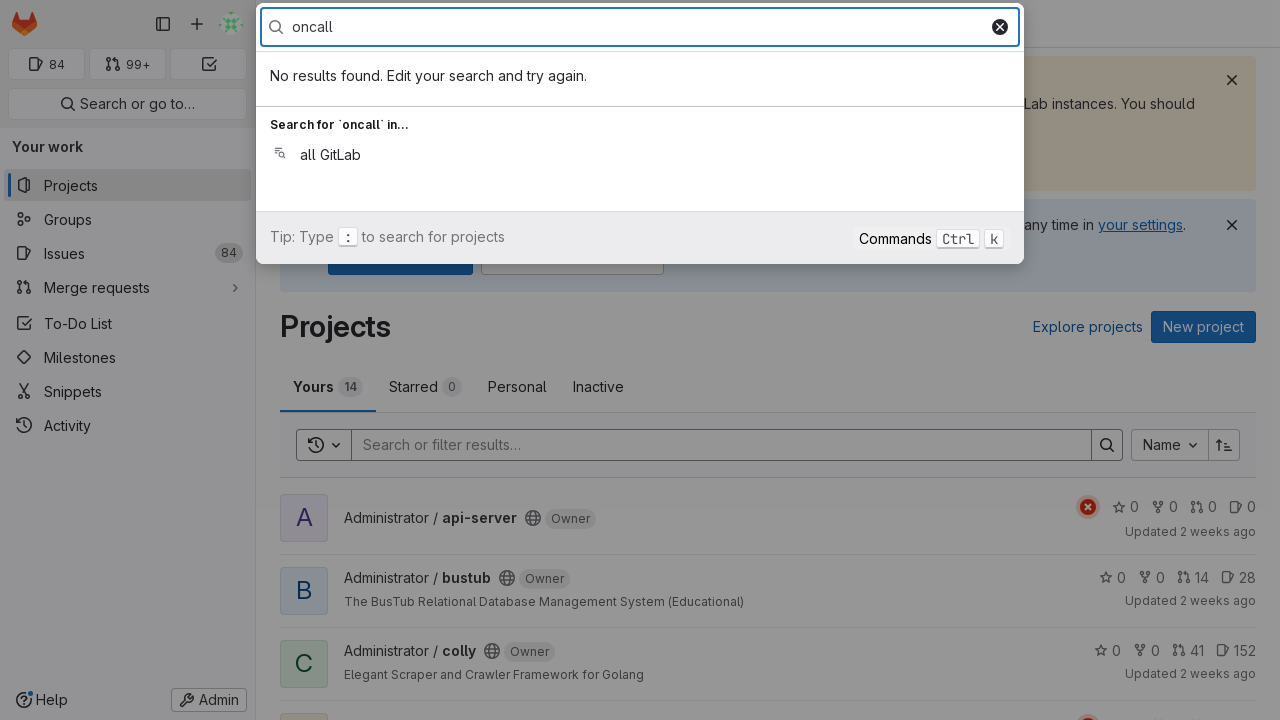 oncall
No results found. Edit your search and try again.
Search for `oncall` in...
all GitLab
Tip: Type : to search for projects
Commands Ctrl k
84
99+
Search or go to…
Your work
Projects
Groups
Issues 84
Merge requests
To-Do List
Milestones
Snippets
Activity
Help
Admin
Lab instances. You should
any time in your settings.
Projects
Explore projects
New project
Yours 14
Starred 0
Personal
Inactive
Search or filter results…
Name
A
Administrator / api-server
Owner
0 0 0 0
Updated 2 weeks ago
B
Administrator / bustub
Owner
The BusTub Relational Database Management System (Educational)
0 0 14 28
Updated 2 weeks ago
C
Administrator / colly
Owner
Elegant Scraper and Crawler Framework for Golang
0 0 41 152
Updated 2 weeks ago